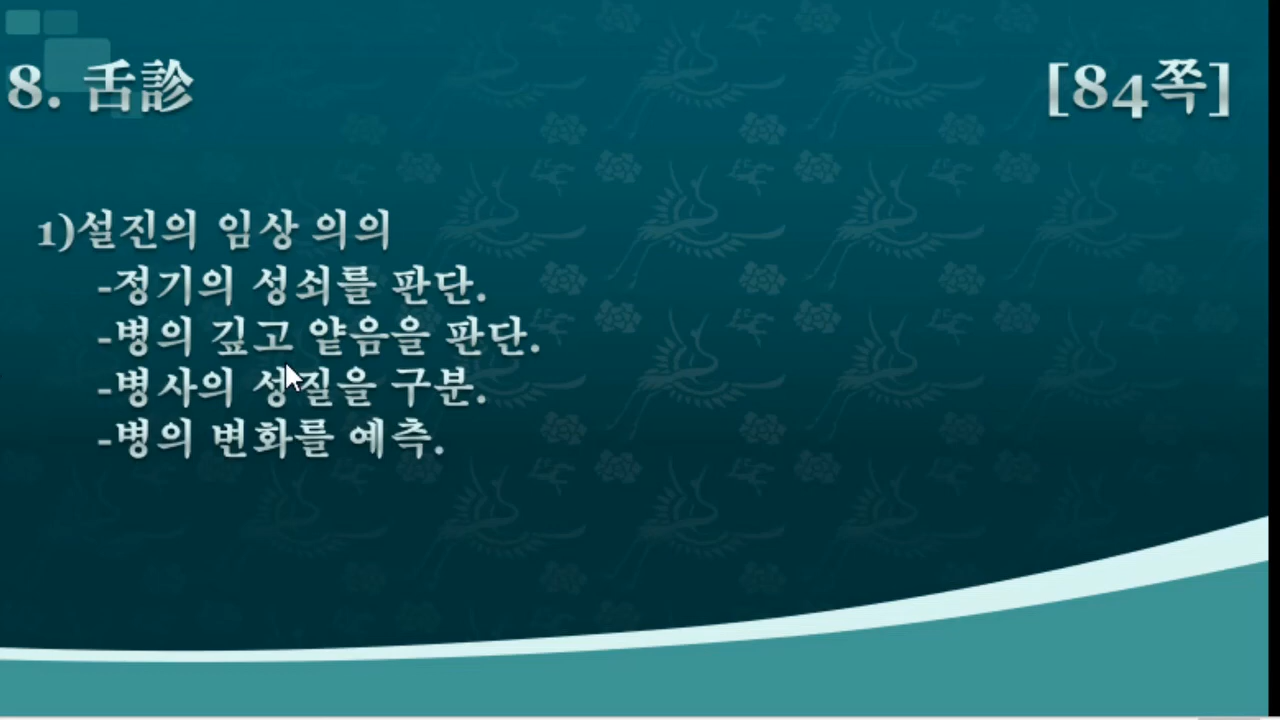 8. 舌診
[84쪽]
1)설진의 임상 의의
-정기의 성쇠를 판단.
-병의 깊고 얕음을 판단.
-병사의 성질을 구분.
-병의 변화를 예측.